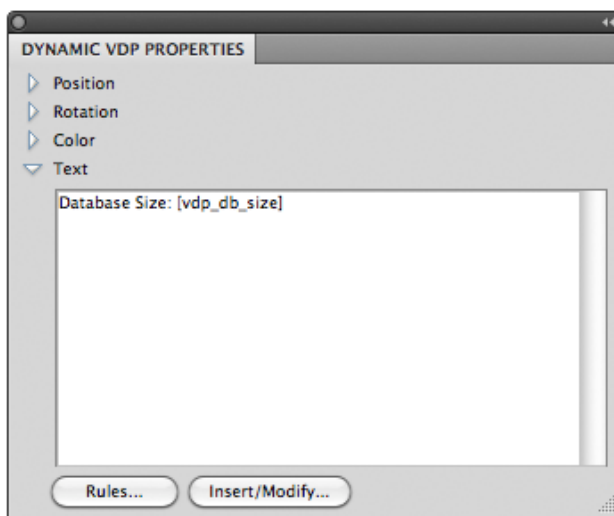 DYNAMIC VDP PROPERTIES
Position
Rotation
Color
Text
Database Size: [vdp_db_size]
Rules... Insert/Modify...